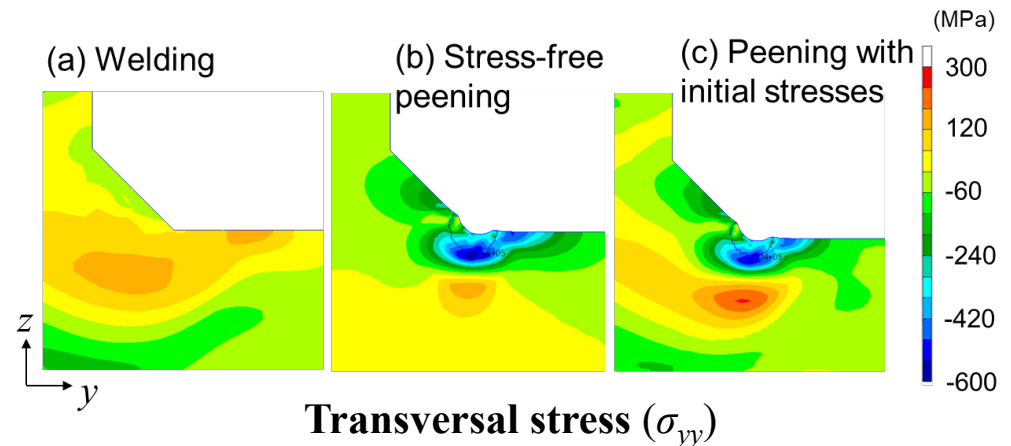 (MPa)
(a) Welding
(b) Stress-free
peening
(c) Peening with
initial stresses
300
120
-60
-240
-420
-600
z
y
Transversal stress (σyy)